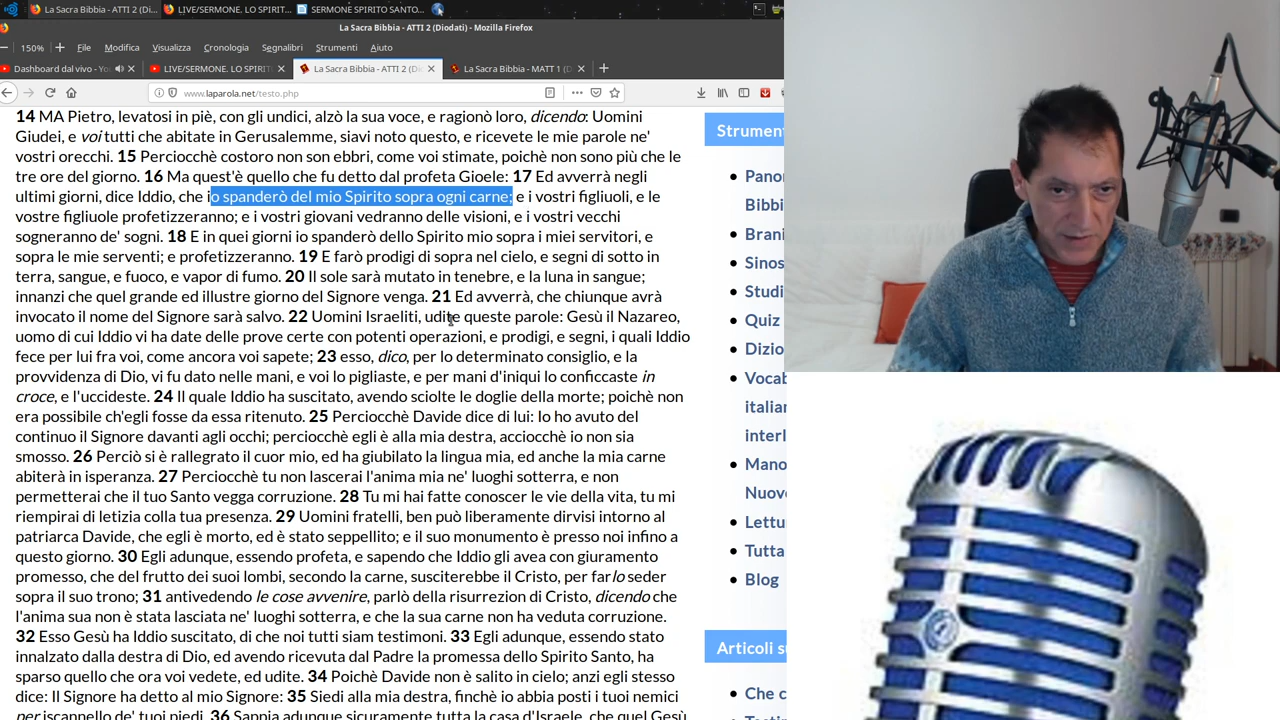 La Sacra Bibbia - ATTI 2 (Di...
LIVE/SERMONE. LO SPIRIT...
SERMONE SPIRITO SANTO...
La Sacra Bibbia - ATTI 2 (Diodati) - Mozilla Firefox
150%
File Modifica Visualizza Cronologia Segnalibri Strumenti Aiuto
Dashboard dal vivo - Yo
LIVE/SERMONE. LO SPIRIT
La Sacra Bibbia - ATTI 2 (Di
La Sacra Bibbia - MATT 1 (D
www.laparola.net/testo.php
14 MA Pietro, levatosi in piè, con gli undici, alzò la sua voce, e ragionò loro, dicendo: Uomini
Giudei, e voi tutti che abitate in Gerusalemme, siavi noto questo, e ricevete le mie parole ne'
vostri orecchi. 15 Perciocchè costoro non son ebbri, come voi stimate, poichè non sono più che le
tre ore del giorno. 16 Ma quest'è quello che fu detto dal profeta Gioele: 17 Ed avverrà negli
ultimi giorni, dice Iddio, che io spanderò del mio Spirito sopra ogni carne; e i vostri figliuoli, e le
vostre figliuole profetizzeranno; e i vostri giovani vedranno delle visioni, e i vostri vecchi
sogneranno de' sogni. 18 E in quei giorni io spanderò dello Spirito mio sopra i miei servitori, e
sopra le mie serventi; e profetizzeranno. 19 E farò prodigi di sopra nel cielo, e segni di sotto in
terra, sangue, e fuoco, e vapor di fumo. 20 Il sole sarà mutato in tenebre, e la luna in sangue;
innanzi che quel grande ed illustre giorno del Signore venga. 21 Ed avverrà, che chiunque avrà
invocato il nome del Signore sarà salvo. 22 Uomini Israeliti, udite queste parole: Gesù il Nazareo,
uomo di cui Iddio vi ha date delle prove certe con potenti operazioni, e prodigi, e segni, i quali Iddio
fece per lui fra voi, come ancora voi sapete; 23 esso, dico, per lo determinato consiglio, e la
provvidenza di Dio, vi fu dato nelle mani, e voi lo pigliaste, e per mani d'iniqui lo conficcaste in
croce, e l'uccideste. 24 Il quale Iddio ha suscitato, avendo sciolte le doglie della morte; poichè non
era possibile ch'egli fosse da essa ritenuto. 25 Perciocchè Davide dice di lui: Io ho avuto del
continuo il Signore davanti agli occhi; perciocchè egli è alla mia destra, acciocchè io non sia
smosso. 26 Perciò si è rallegrato il cuor mio, ed ha giubilato la lingua mia, ed anche la mia carne
abiterà in isperanza. 27 Perciocchè tu non lascerai l'anima mia ne' luoghi sotterra, e non
permetterai che il tuo Santo vegga corruzione. 28 Tu mi hai fatte conoscere le vie della vita, tu mi
riempirai di letizia colla tua presenza. 29 Uomini fratelli, ben può liberamente dirvisi intorno al
patriarca Davide, che egli è morto, ed è stato seppellito; e il suo monumento è presso noi infino a
questo giorno. 30 Egli adunque, essendo profeta, e sapendo che Iddio gli avea con giuramento
promesso, che del frutto dei suoi lombi, secondo la carne, susciterebbe il Cristo, per farlo seder
sopra il suo trono; 31 antivedendo le cose avvenire, parlò della risurrezion di Cristo, dicendo che
l'anima sua non è stata lasciata ne' luoghi sotterra, e che la sua carne non ha veduta corruzione.
32 Esso Gesù ha Iddio suscitato, di che noi tutti siam testimoni. 33 Egli adunque, essendo stato
innalzato dalla destra di Dio, ed avendo ricevuta dal Padre la promessa dello Spirito Santo, ha
sparso quello che ora voi vedete, ed udite. 34 Poichè Davide non è salito in cielo; anzi egli stesso
dice: Il Signore ha detto al mio Signore: 35 Siedi alla mia destra, finchè io abbia posti i tuoi nemici
per iscannello de' tuoi piedi. 36 Sappia adunque sicuramente tutta la casa d'Israele, che quel Gesù
Strument
Pano
Bibbi
Brani
Sinos
Studi
Quiz
Dizio
Vocab
italian
interl
Mano
Nuov
Lettu
Tutta
Blog
Articoli su
Che c